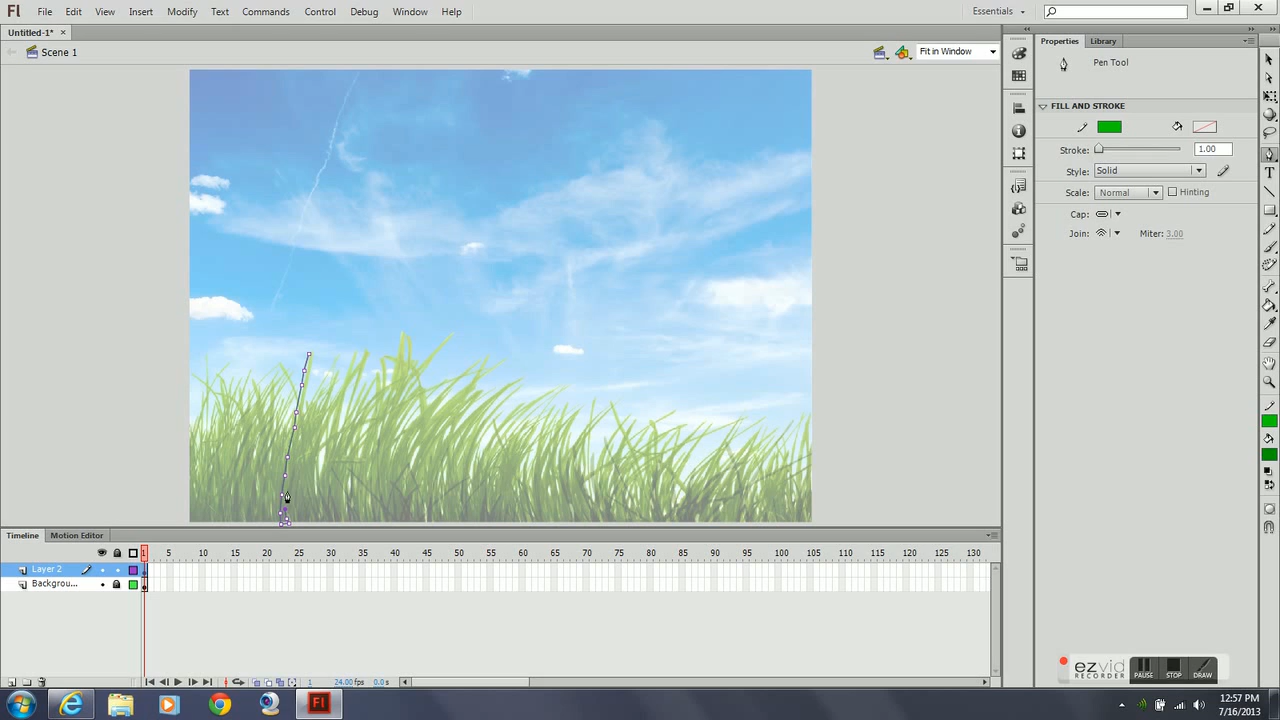 Fl File Edit View Insert Modify Text Commands Control Debug Window Help Essentials
Untitled-1* ×
Scene 1 Fit in Window
Properties Library
Pen Tool
FILL AND STROKE
Stroke: 1.00
Style: Solid
Scale: Normal Hinting
Cap:
Join: Miter: 3.00
Timeline Motion Editor
1 5 10 15 20 25 30 35 40 45 50 55 60 65 70 75 80 85 90 95 100 105 110 115 120 125 130
Layer 2
Backgrou...
1 24.00fps 0.0s
ezvid RECORDER PAUSE STOP DRAW
Fl
12:57 PM
7/16/2013